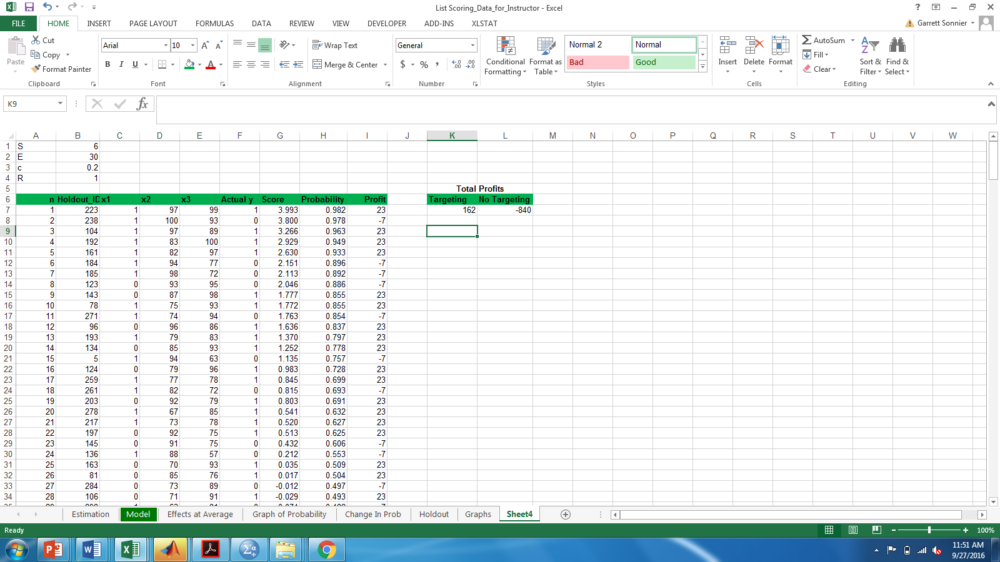 List Scoring_Data_for_Instructor - Excel
FILE HOME INSERT PAGE LAYOUT FORMULAS DATA REVIEW VIEW DEVELOPER ADD-INS XLSTAT Garrett Sonnier
Paste Cut Copy Format Painter
Arial 10 B I U A A A
Wrap Text Merge & Center
General $ % ,
Conditional Formatting Format as Table
Normal 2 Normal
Bad Good
Insert Delete Format
AutoSum Fill Clear Sort & Filter Find & Select
Clipboard Font Alignment Number Styles Cells Editing
K9 fx
A B C D E F G H I J K L M N O P Q R S T U V W
1 S 6
2 E 30
3 c 0.2
4 R 1
5 Total Profits
6 n Holdout_ID x1 x2 x3 Actual y Score Probability Profit Targeting No Targeting
7 1 223 1 97 99 1 3.993 0.982 23 162 -840
8 2 238 1 100 93 0 3.800 0.978 -7
9 3 104 1 97 89 1 3.266 0.963 23
10 4 192 1 83 100 1 2.929 0.949 23
11 5 161 1 82 97 1 2.630 0.933 23
12 6 184 1 94 77 0 2.151 0.896 -7
13 7 185 1 98 72 0 2.113 0.892 -7
14 8 123 0 93 95 0 2.046 0.886 -7
15 9 143 0 87 98 1 1.777 0.855 23
16 10 78 1 75 93 1 1.772 0.855 23
17 11 271 1 74 94 0 1.763 0.854 -7
18 12 96 0 96 86 1 1.636 0.837 23
19 13 193 1 79 83 1 1.370 0.797 23
20 14 134 0 85 93 1 1.252 0.778 23
21 15 5 1 94 63 0 1.135 0.757 -7
22 16 124 0 79 96 1 0.983 0.728 23
23 17 259 1 77 78 1 0.845 0.699 23
24 18 261 1 82 72 0 0.815 0.693 -7
25 19 203 0 92 79 1 0.803 0.691 23
26 20 278 1 67 85 1 0.541 0.632 23
27 21 217 1 73 78 1 0.520 0.627 23
28 22 197 0 92 75 1 0.513 0.625 23
29 23 145 0 91 75 0 0.432 0.606 -7
30 24 136 1 88 57 0 0.212 0.553 -7
31 25 163 0 70 93 1 0.035 0.509 23
32 26 81 0 85 76 1 0.017 0.504 23
33 27 284 0 73 89 0 -0.012 0.497 -7
34 28 106 0 71 91 1 -0.029 0.493 23
Estimation Model Effects at Average Graph of Probability Change In Prob Holdout Graphs Sheet4
Ready 100%
11:51 AM
9/27/2016